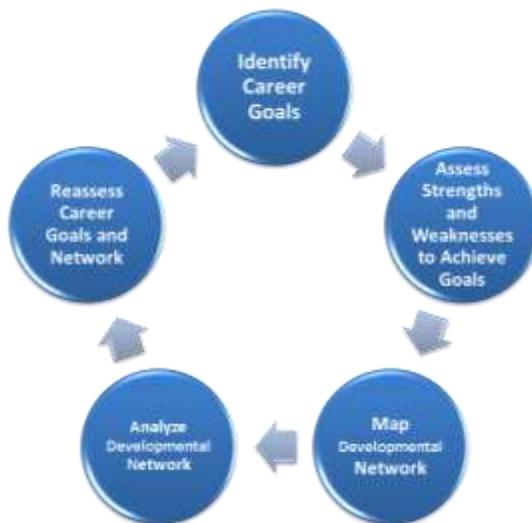 Identify
Career
Goals
Assess
Strengths
and
Weaknesses
to Achieve
Goals
Map
Developmental
Network
Analyze
Developmental
Network
Reassess
Career
Goals and
Network